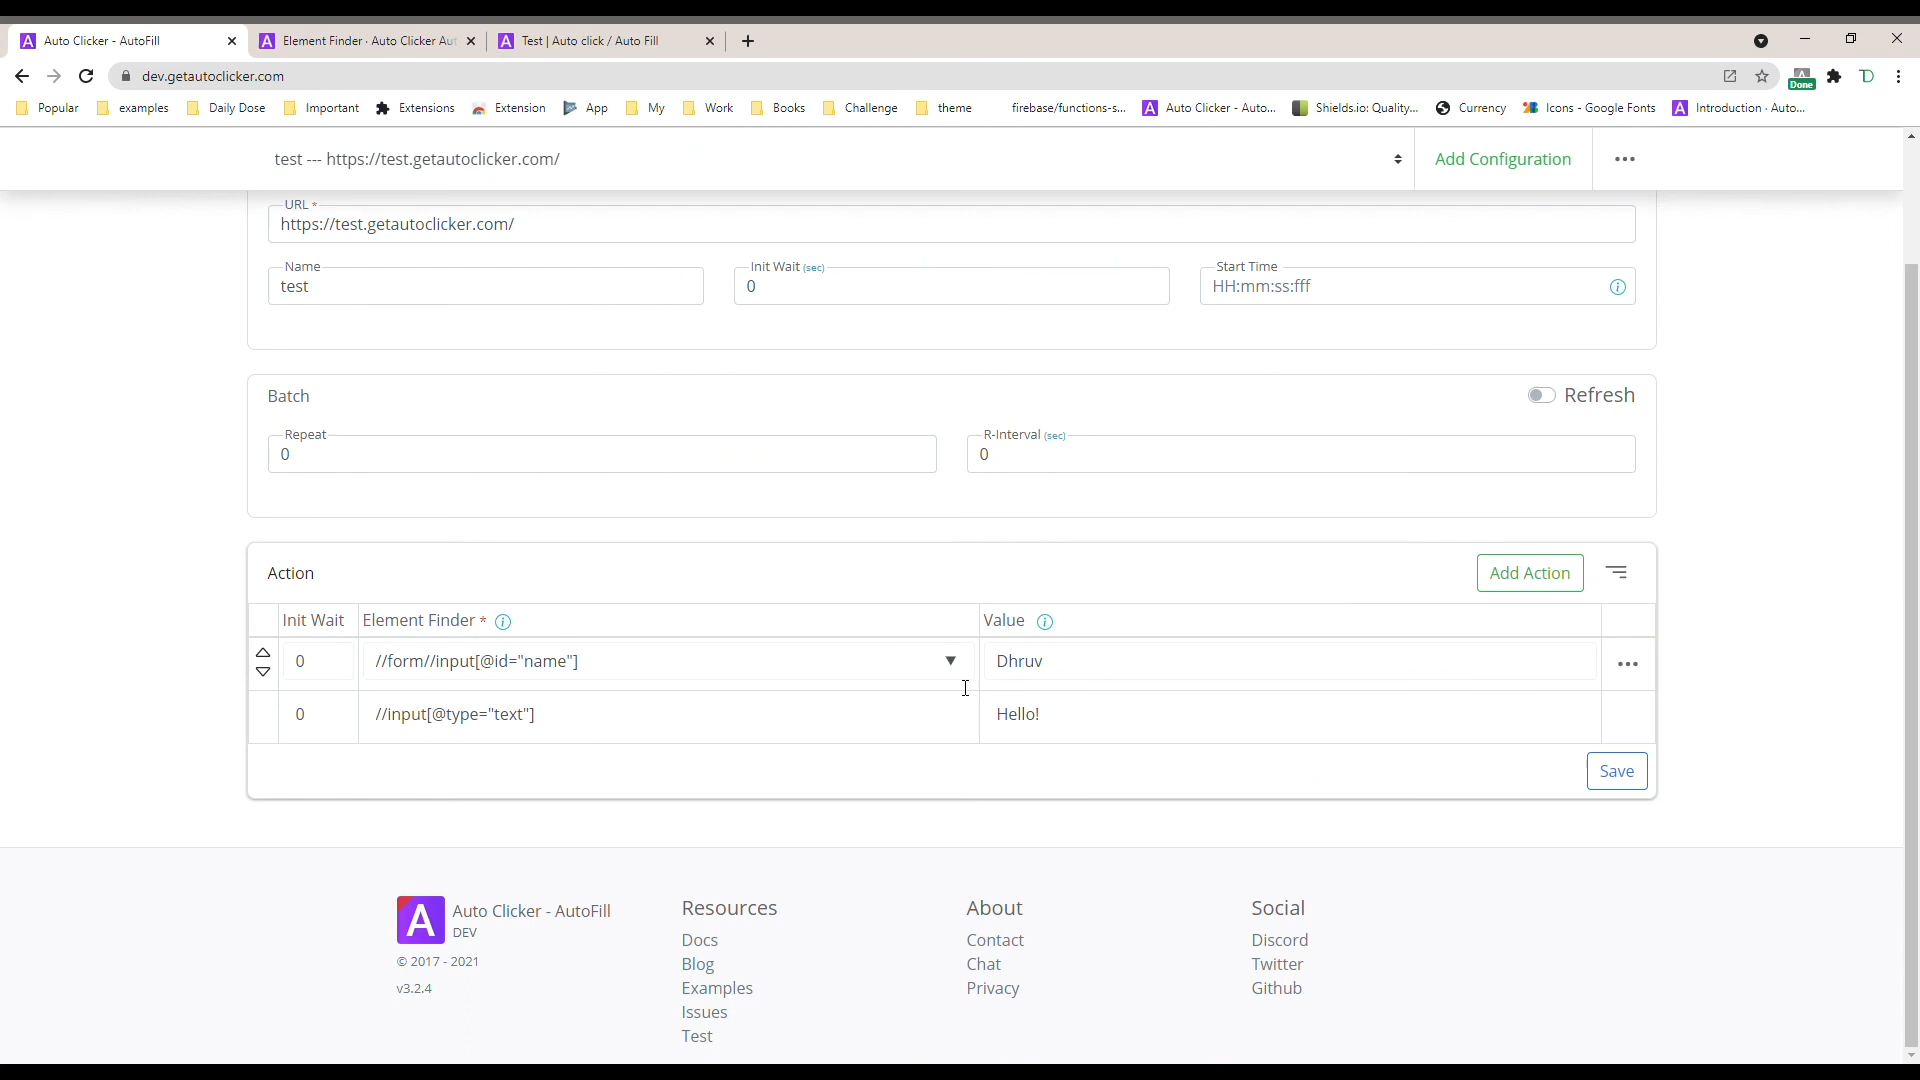 Auto Clicker - AutoFill
Element Finder · Auto Clicker Aut
Test | Auto click / Auto Fill
dev.getautoclicker.com
Done
Popular examples Daily Dose Important Extensions Extension App My Work Books Challenge theme firebase/functions-s... Auto Clicker - Auto... Shields.io: Quality... Currency Icons - Google Fonts Introduction · Auto...
test --- https://test.getautoclicker.com/
Add Configuration
URL *
https://test.getautoclicker.com/
Name Init Wait (sec) Start Time
test 0 HH:mm:ss:fff
Batch Refresh
Repeat R-Interval (sec)
0 0
Action Add Action
Init Wait Element Finder * Value
0 //form//input[@id="name"] Dhruv
0 //input[@type="text"] Hello!
Save
A Auto Clicker - AutoFill
DEV
© 2017 - 2021
v3.2.4
Resources
Docs
Blog
Examples
Issues
Test
About
Contact
Chat
Privacy
Social
Discord
Twitter
Github